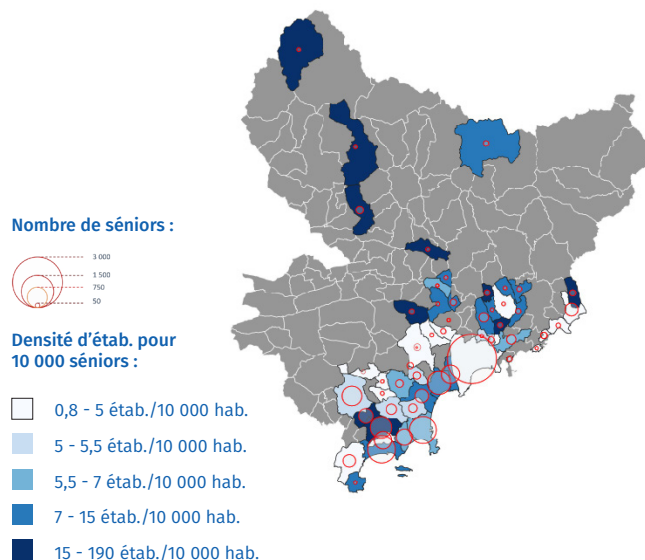 Nombre de séniors :
3 000
1 500
750
50
Densité d'étab. pour
10 000 séniors :
0,8 - 5 étab./10 000 hab.
5 - 5,5 étab./10 000 hab.
5,5 - 7 étab./10 000 hab.
7 - 15 étab./10 000 hab.
15 - 190 étab./10 000 hab.